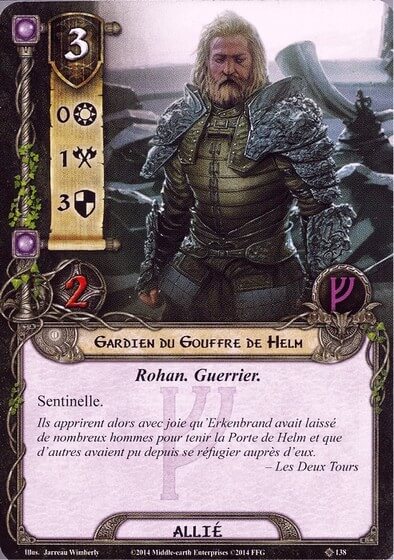 3
0
1
3
2
Gardien du Gouffre de Helm
Rohan. Guerrier.
Sentinelle.
Ils apprirent alors avec joie qu'Erkenbrand avait laissé
de nombreux hommes pour tenir la Porte de Helm et que
d'autres avaient pu depuis se réfugier auprès d'eux.
– Les Deux Tours
ALLIÉ
Illus. Jarreau Wimberly ©2014 Middle-earth Enterprises ©2014 FFG 138